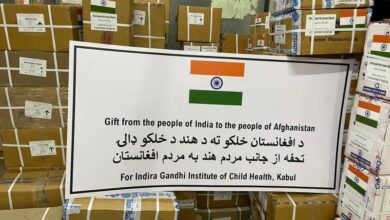 Gift from the people of India to the people of Afghanistan
د افغانستان خلکو ته د هند د خلکو ډالۍ
تحفه از جانب مردم هند به مردم افغانستان
For Indira Gandhi Institute of Child Health, Kabul